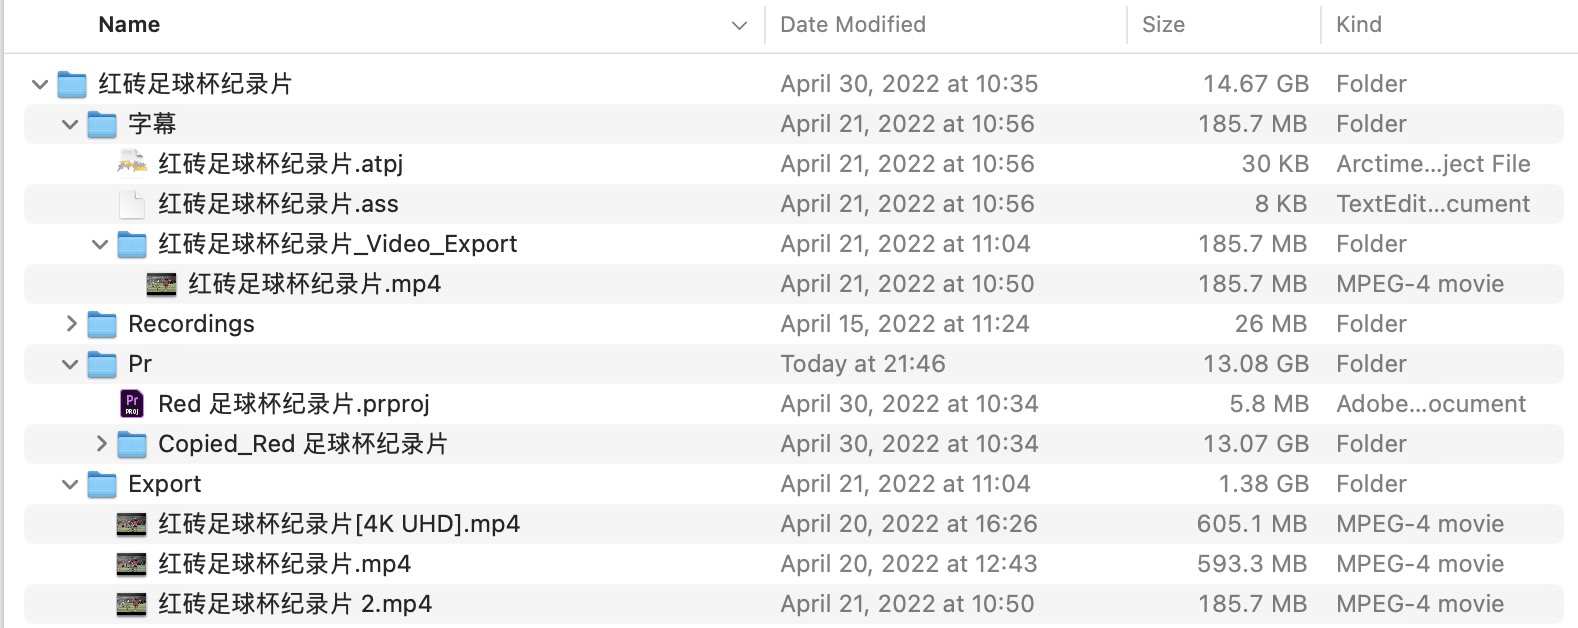 Name Date Modified Size Kind
红砖足球杯纪录片 April 30, 2022 at 10:35 14.67 GB Folder
字幕 April 21, 2022 at 10:56 185.7 MB Folder
红砖足球杯纪录片.atpj April 21, 2022 at 10:56 30 KB Arctime...ject File
红砖足球杯纪录片.ass April 21, 2022 at 10:56 8 KB TextEdit...cument
红砖足球杯纪录片_Video_Export April 21, 2022 at 11:04 185.7 MB Folder
红砖足球杯纪录片.mp4 April 21, 2022 at 10:50 185.7 MB MPEG-4 movie
Recordings April 15, 2022 at 11:24 26 MB Folder
Pr Today at 21:46 13.08 GB Folder
Pr PROJ Red 足球杯纪录片.prproj April 30, 2022 at 10:34 5.8 MB Adobe...ocument
Copied_Red 足球杯纪录片 April 30, 2022 at 10:34 13.07 GB Folder
Export April 21, 2022 at 11:04 1.38 GB Folder
红砖足球杯纪录片[4K UHD].mp4 April 20, 2022 at 16:26 605.1 MB MPEG-4 movie
红砖足球杯纪录片.mp4 April 20, 2022 at 12:43 593.3 MB MPEG-4 movie
红砖足球杯纪录片 2.mp4 April 21, 2022 at 10:50 185.7 MB MPEG-4 movie